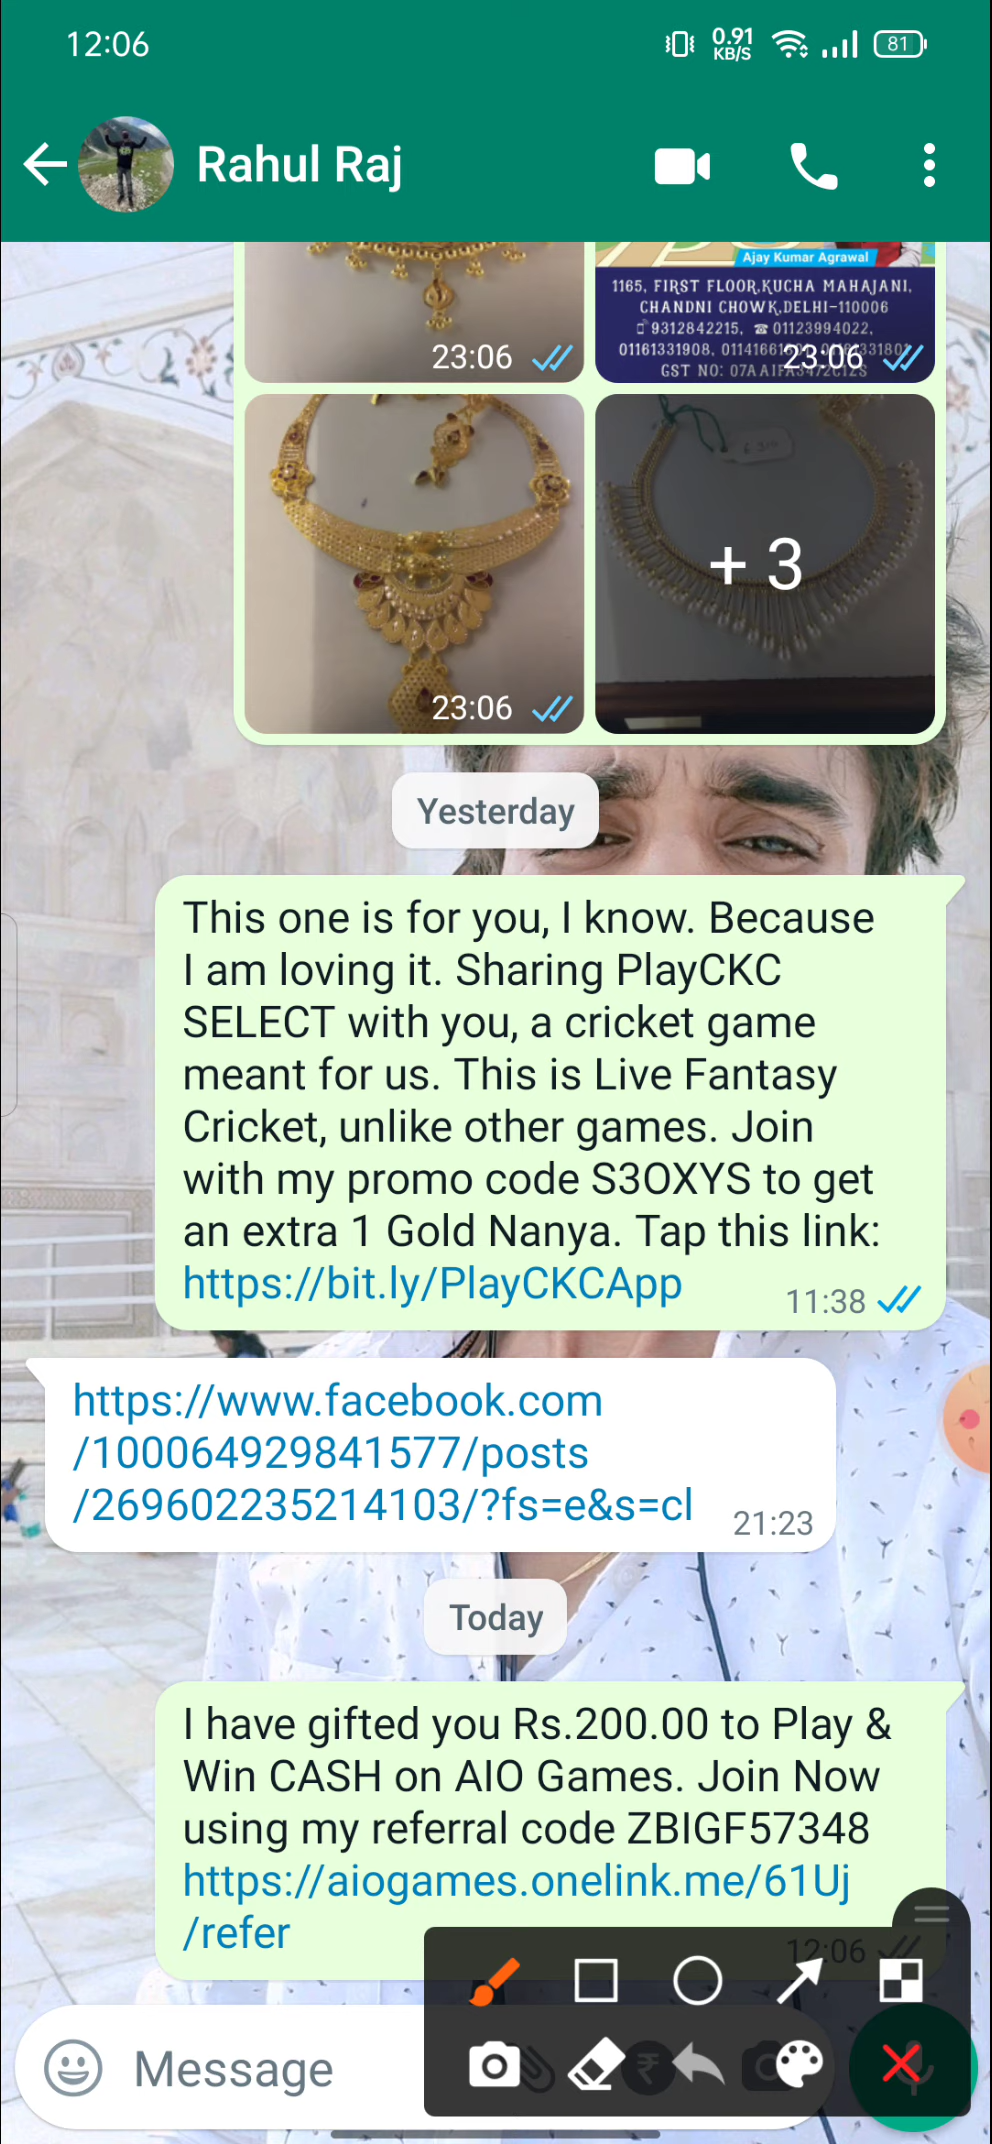 12:06
0.91
KB/S
81
Rahul Raj
Ajay Kumar Agrawal
1165, FIRST FLOOR,KUCHA MAHAJANI,
CHANDNI CHOWK,DELHI-110006
9312842215, ☎ 01123994022,
01161331908,
GST NO:
23:06
23:06
23:06
+ 3
Yesterday
This one is for you, I know. Because
I am loving it. Sharing PlayCKC
SELECT with you, a cricket game
meant for us. This is Live Fantasy
Cricket, unlike other games. Join
with my promo code S3OXYS to get
an extra 1 Gold Nanya. Tap this link:
https://bit.ly/PlayCKCApp
11:38
https://www.facebook.com
/100064929841577/posts
/269602235214103/?fs=e&s=cl
21:23
Today
I have gifted you Rs.200.00 to Play &
Win CASH on AIO Games. Join Now
using my referral code ZBIGF57348
https://aiogames.onelink.me/61Uj
/refer
12:06
Message